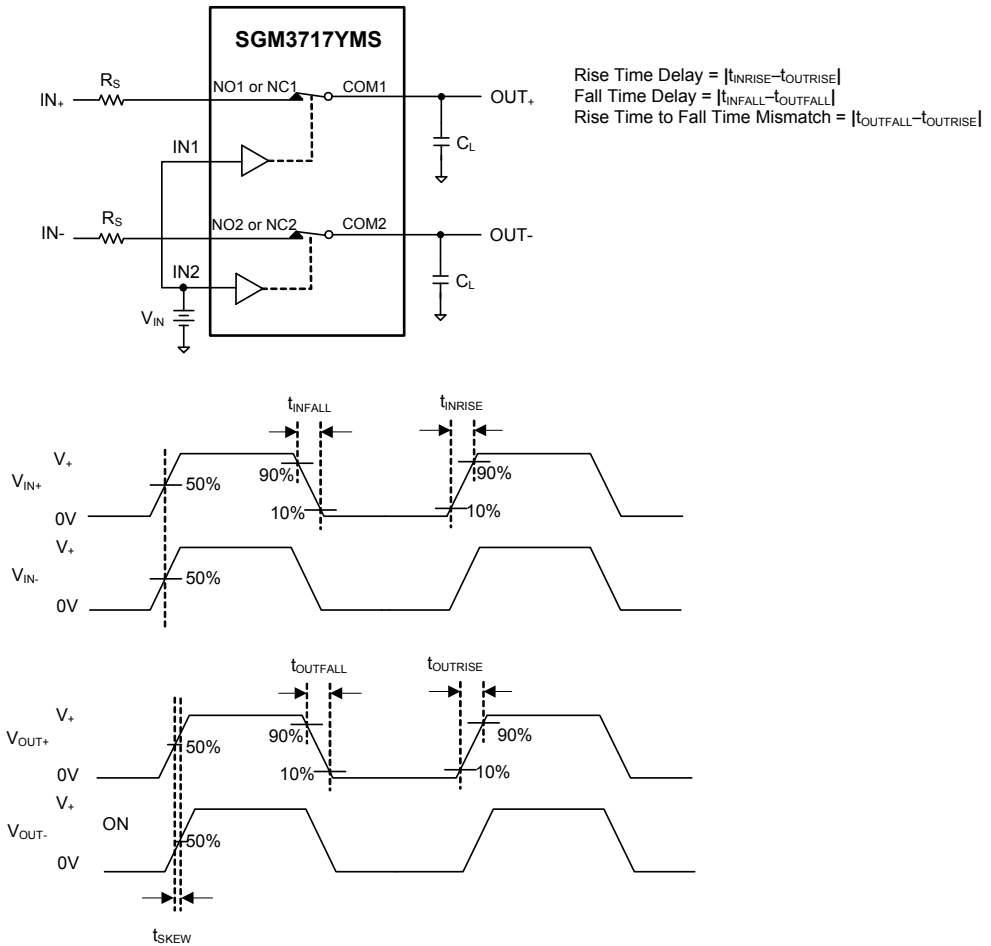 SGM3717YMS
Rise Time Delay = |tINRISE–tOUTRISE|
Fall Time Delay = |tINFALL–tOUTFALL|
Rise Time to Fall Time Mismatch = |tOUTFALL–tOUTRISE|
IN+ RS NO1 or NC1 COM1 OUT+
CL
IN1
IN- RS NO2 or NC2 COM2 OUT-
CL
IN2
VIN
tINFALL tINRISE
V+
VIN+
0V
50%
90%
10%
90%
10%
V+
VIN-
0V
50%
tOUTFALL tOUTRISE
V+
VOUT+
0V
50%
90%
10%
90%
10%
V+
VOUT-
0V
ON
50%
tSKEW